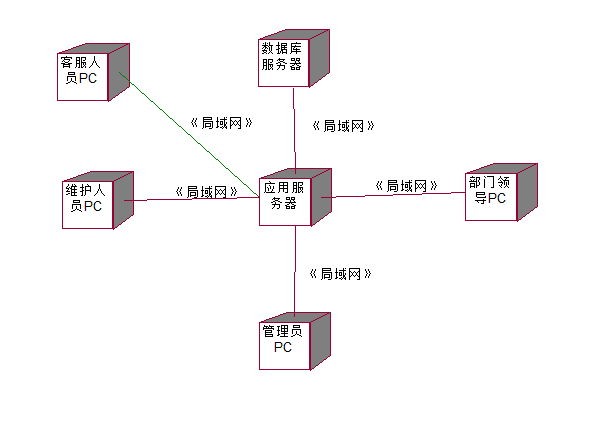 数据库
服务器
客服人
员PC
《局域网》
《局域网》
维护人
员PC
《局域网》
应用服
务器
《局域网》
部门领
导PC
《局域网》
管理员
PC